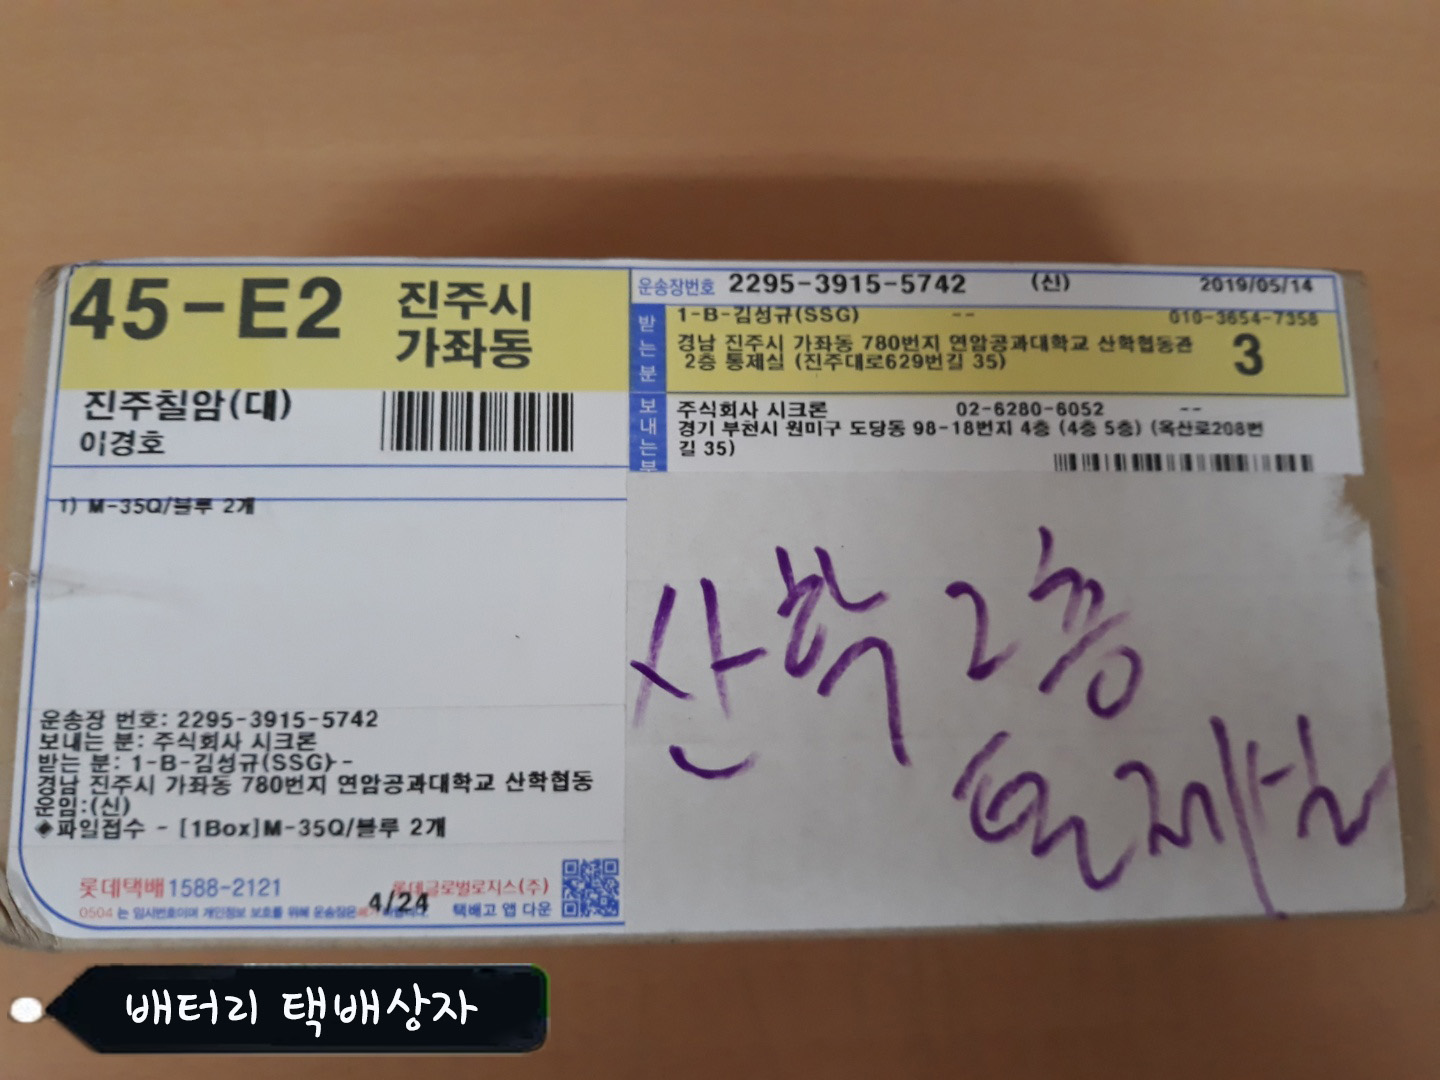 45-E2 진주시
가좌동
진주칠암(대)
이경호
1) M-35Q/블루 2개
운송장 번호: 2295-3915-5742
보내는 분: 주식회사 시크론
받는 분: 1-B-김성규(SSG)--
경남 진주시 가좌동 780번지 연암공과대학교 산학협동
운임:(신)
◈파일접수 - [1Box]M-35Q/블루 2개
롯데택배 1588-2121
롯데글로벌로지스(주)
4/24
0504 는 임시번호이며 개인정보 보호를 위해 운송장은
택배고 앱 다운
운송장번호 2295-3915-5742 (신) 2019/05/14
받는분
1-B-김성규(SSG) -- 010-3654-7358
경남 진주시 가좌동 780번지 연암공과대학교 산학협동관
2층 통제실 (진주대로629번길 35)
3
보내는분
주식회사 시크론 02-6280-6052 --
경기 부천시 원미구 도당동 98-18번지 4층 (4층 5층) (옥산로208번
길 35)
산학 2층
통제실
배터리 택배상자